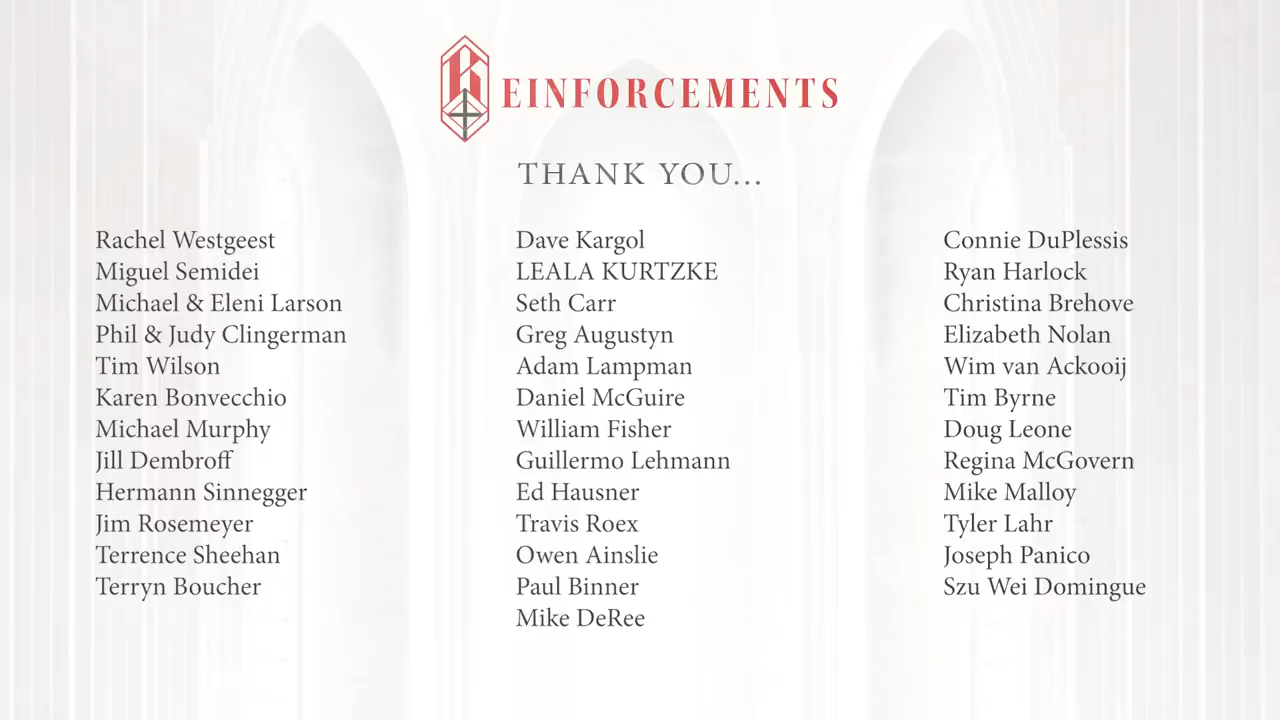 REINFORCEMENTS
THANK YOU...
Rachel Westgeest
Miguel Semidei
Michael & Eleni Larson
Phil & Judy Clingerman
Tim Wilson
Karen Bonvecchio
Michael Murphy
Jill Dembroff
Hermann Sinnegger
Jim Rosemeyer
Terrence Sheehan
Terryn Boucher
Dave Kargol
LEALA KURTZKE
Seth Carr
Greg Augustyn
Adam Lampman
Daniel McGuire
William Fisher
Guillermo Lehmann
Ed Hausner
Travis Roex
Owen Ainslie
Paul Binner
Mike DeRee
Connie DuPlessis
Ryan Harlock
Christina Brehove
Elizabeth Nolan
Wim van Ackooij
Tim Byrne
Doug Leone
Regina McGovern
Mike Malloy
Tyler Lahr
Joseph Panico
Szu Wei Domingue